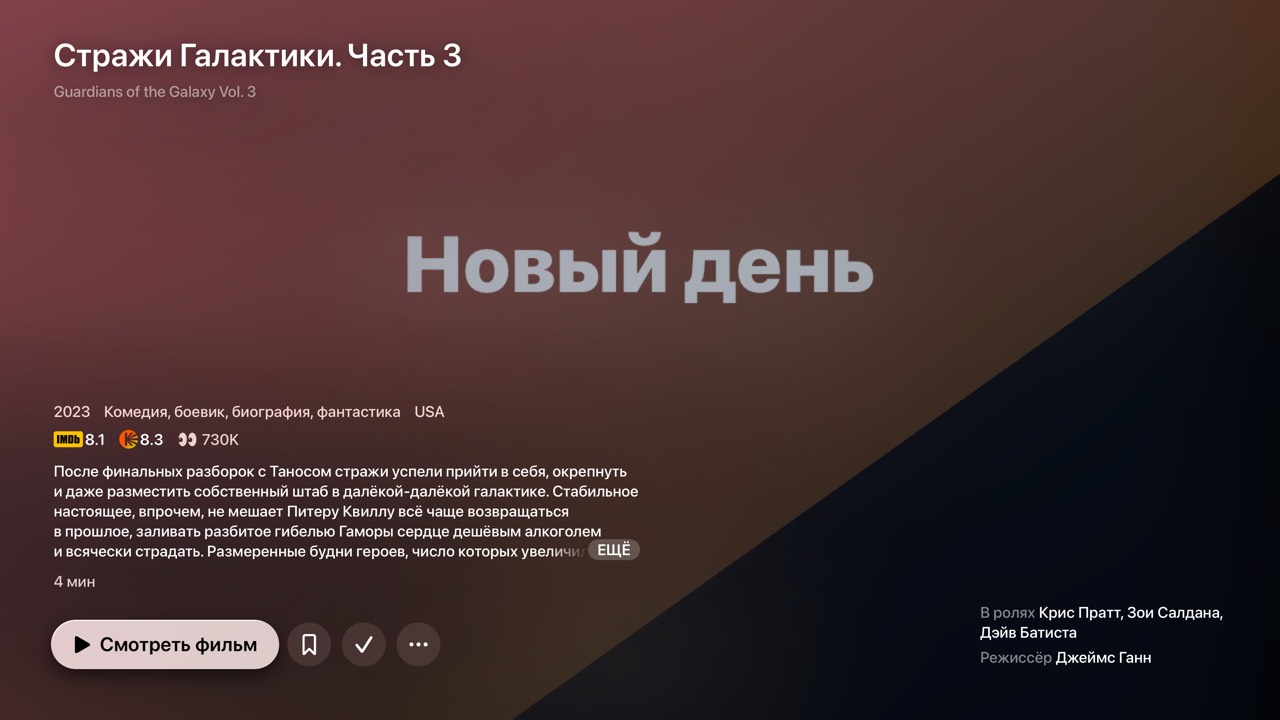 Стражи Галактики. Часть 3
Guardians of the Galaxy Vol. 3
Новый день
2023 Комедия, боевик, биография, фантастика USA
IMDb 8.1 8.3 730K
После финальных разборок с Таносом стражи успели прийти в себя, окрепнуть
и даже разместить собственный штаб в далёкой-далёкой галактике. Стабильное
настоящее, впрочем, не мешает Питеру Квиллу всё чаще возвращаться
в прошлое, заливать разбитое гибелью Гаморы сердце дешёвым алкоголем
и всячески страдать. Размеренные будни героев, число которых увеличил ЕЩЁ
4 мин
Смотреть фильм
В ролях Крис Пратт, Зои Салдана,
Дэйв Батиста
Режиссёр Джеймс Ганн